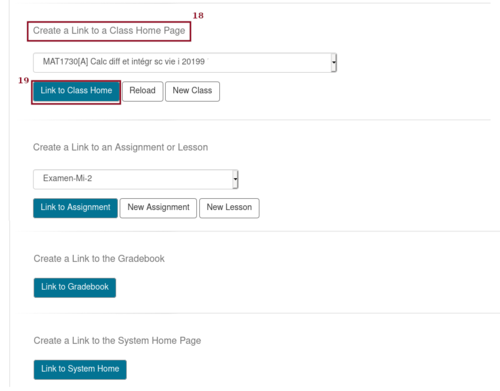 18
Create a Link to a Class Home Page
MAT1730[A] Calc diff et intégr sc vie i 20199
19
Link to Class Home Reload New Class
Create a Link to an Assignment or Lesson
Examen-Mi-2
Link to Assignment New Assignment New Lesson
Create a Link to the Gradebook
Link to Gradebook
Create a Link to the System Home Page
Link to System Home